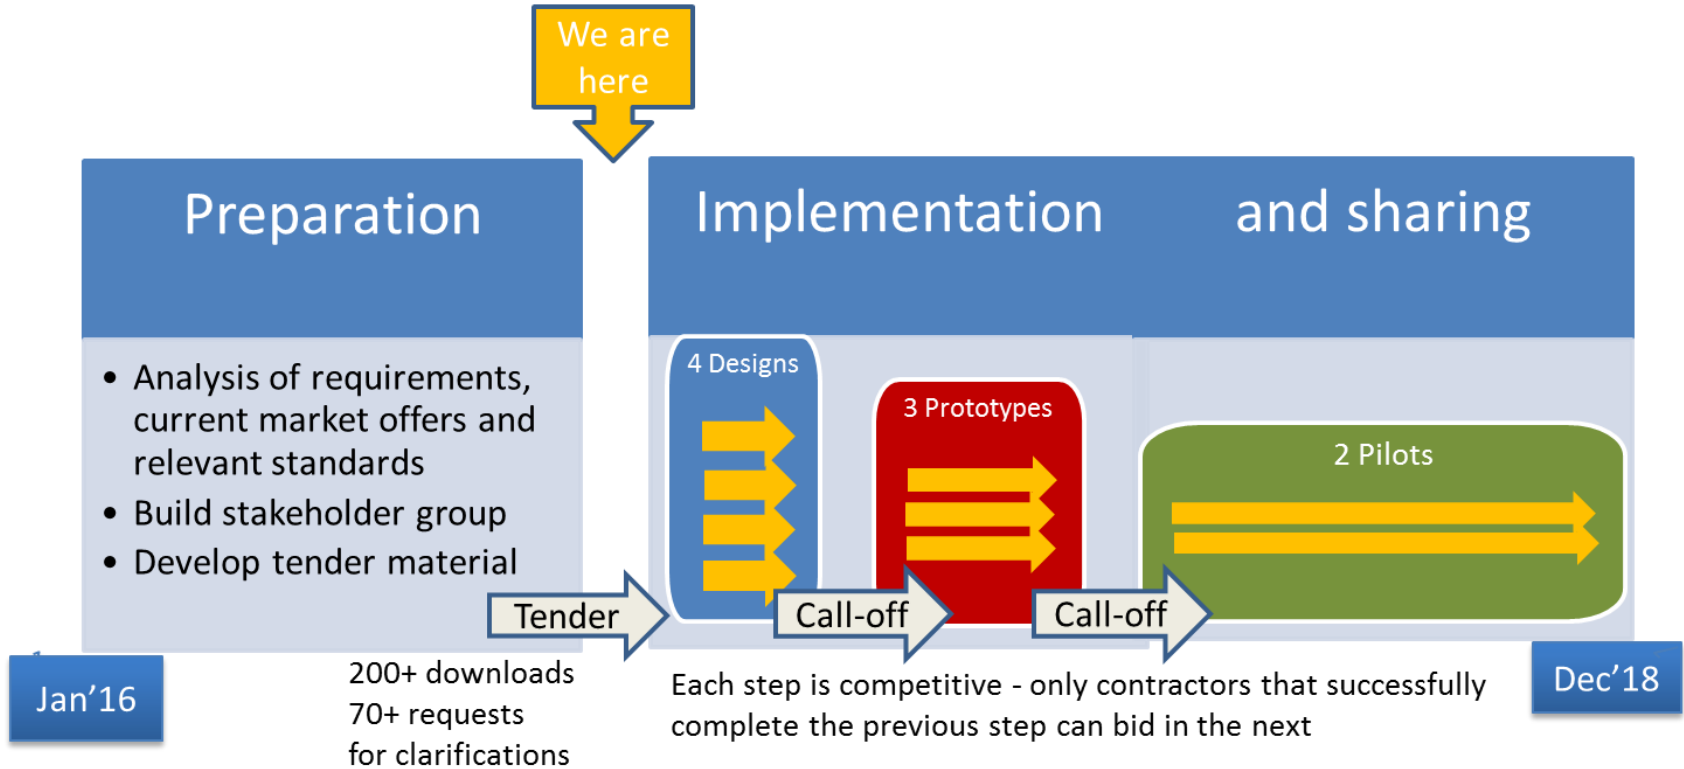 We are
here
Preparation
Implementation and sharing
• Analysis of requirements,
current market offers and
relevant standards
• Build stakeholder group
• Develop tender material
4 Designs
3 Prototypes
2 Pilots
Tender
Call-off
Call-off
Jan’16
200+ downloads
70+ requests
for clarifications
Each step is competitive - only contractors that successfully
complete the previous step can bid in the next
Dec’18